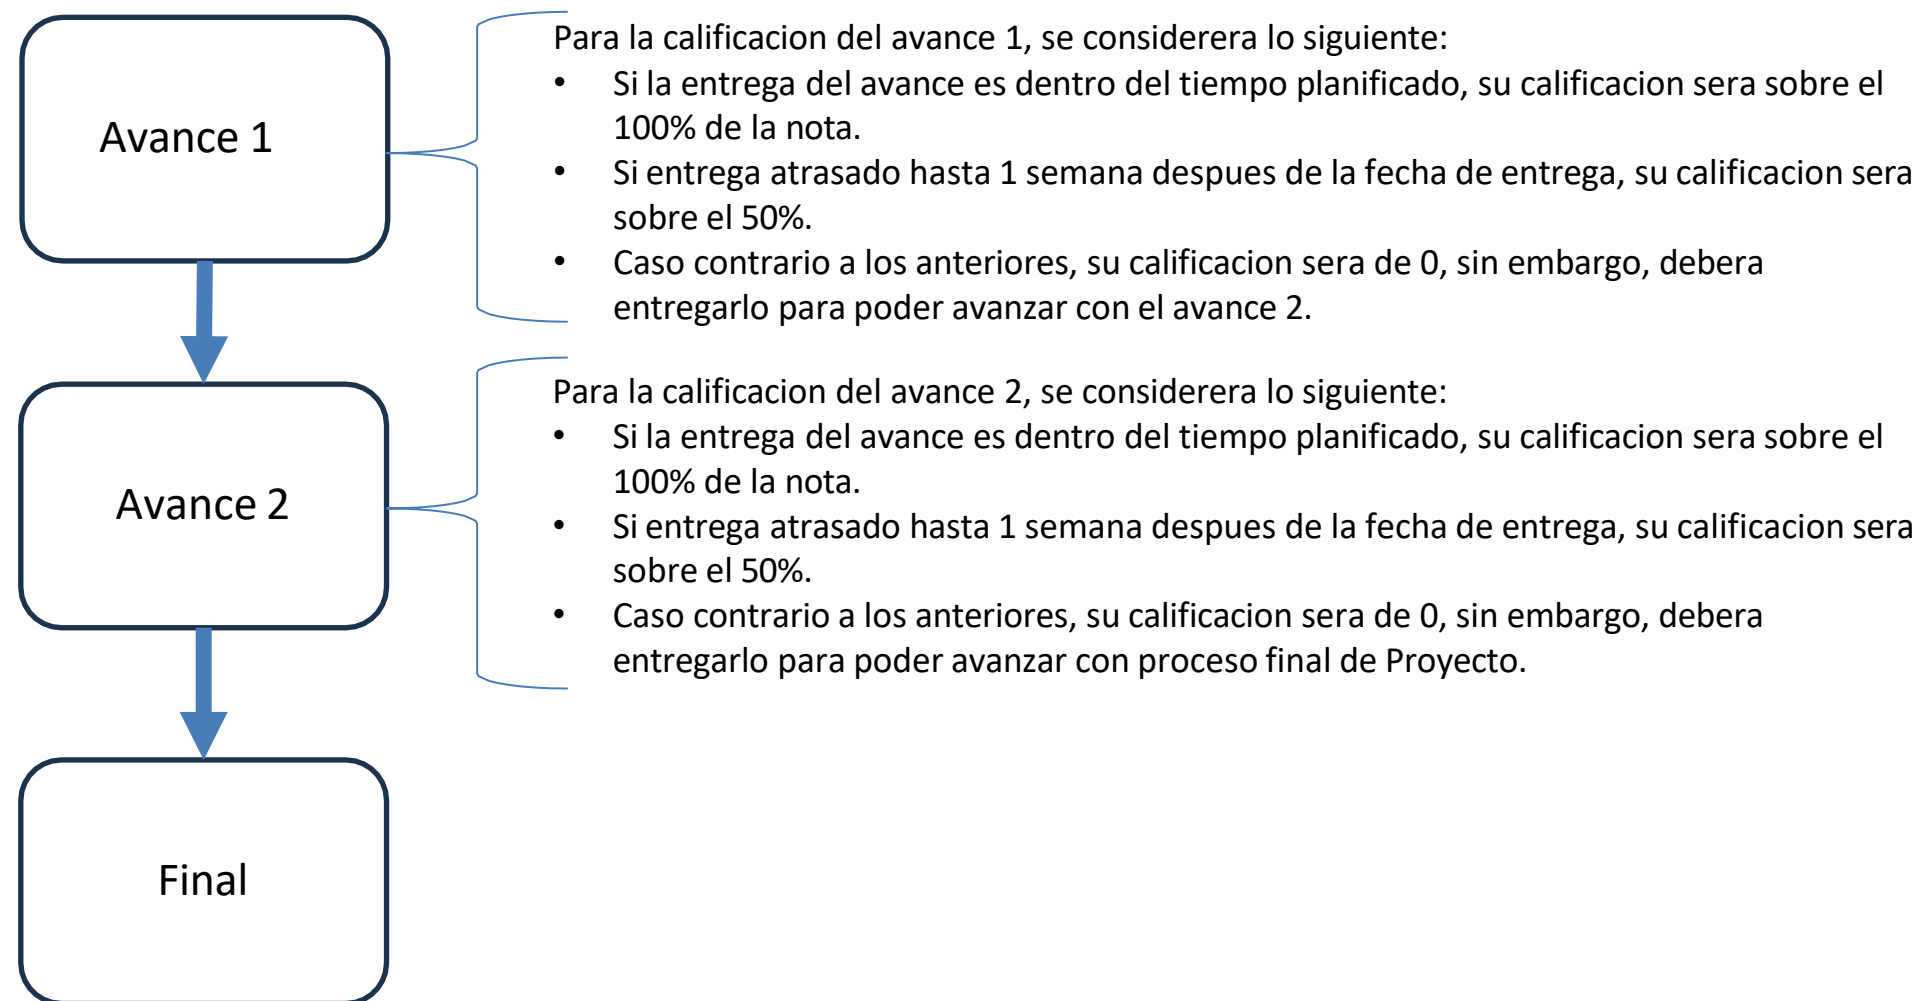 Avance 1
Para la calificacion del avance 1, se considerera lo siguiente:
• Si la entrega del avance es dentro del tiempo planificado, su calificacion sera sobre el
100% de la nota.
• Si entrega atrasado hasta 1 semana despues de la fecha de entrega, su calificacion sera
sobre el 50%.
• Caso contrario a los anteriores, su calificacion sera de 0, sin embargo, debera
entregarlo para poder avanzar con el avance 2.
Avance 2
Para la calificacion del avance 2, se considerera lo siguiente:
• Si la entrega del avance es dentro del tiempo planificado, su calificacion sera sobre el
100% de la nota.
• Si entrega atrasado hasta 1 semana despues de la fecha de entrega, su calificacion sera
sobre el 50%.
• Caso contrario a los anteriores, su calificacion sera de 0, sin embargo, debera
entregarlo para poder avanzar con proceso final de Proyecto.
Final